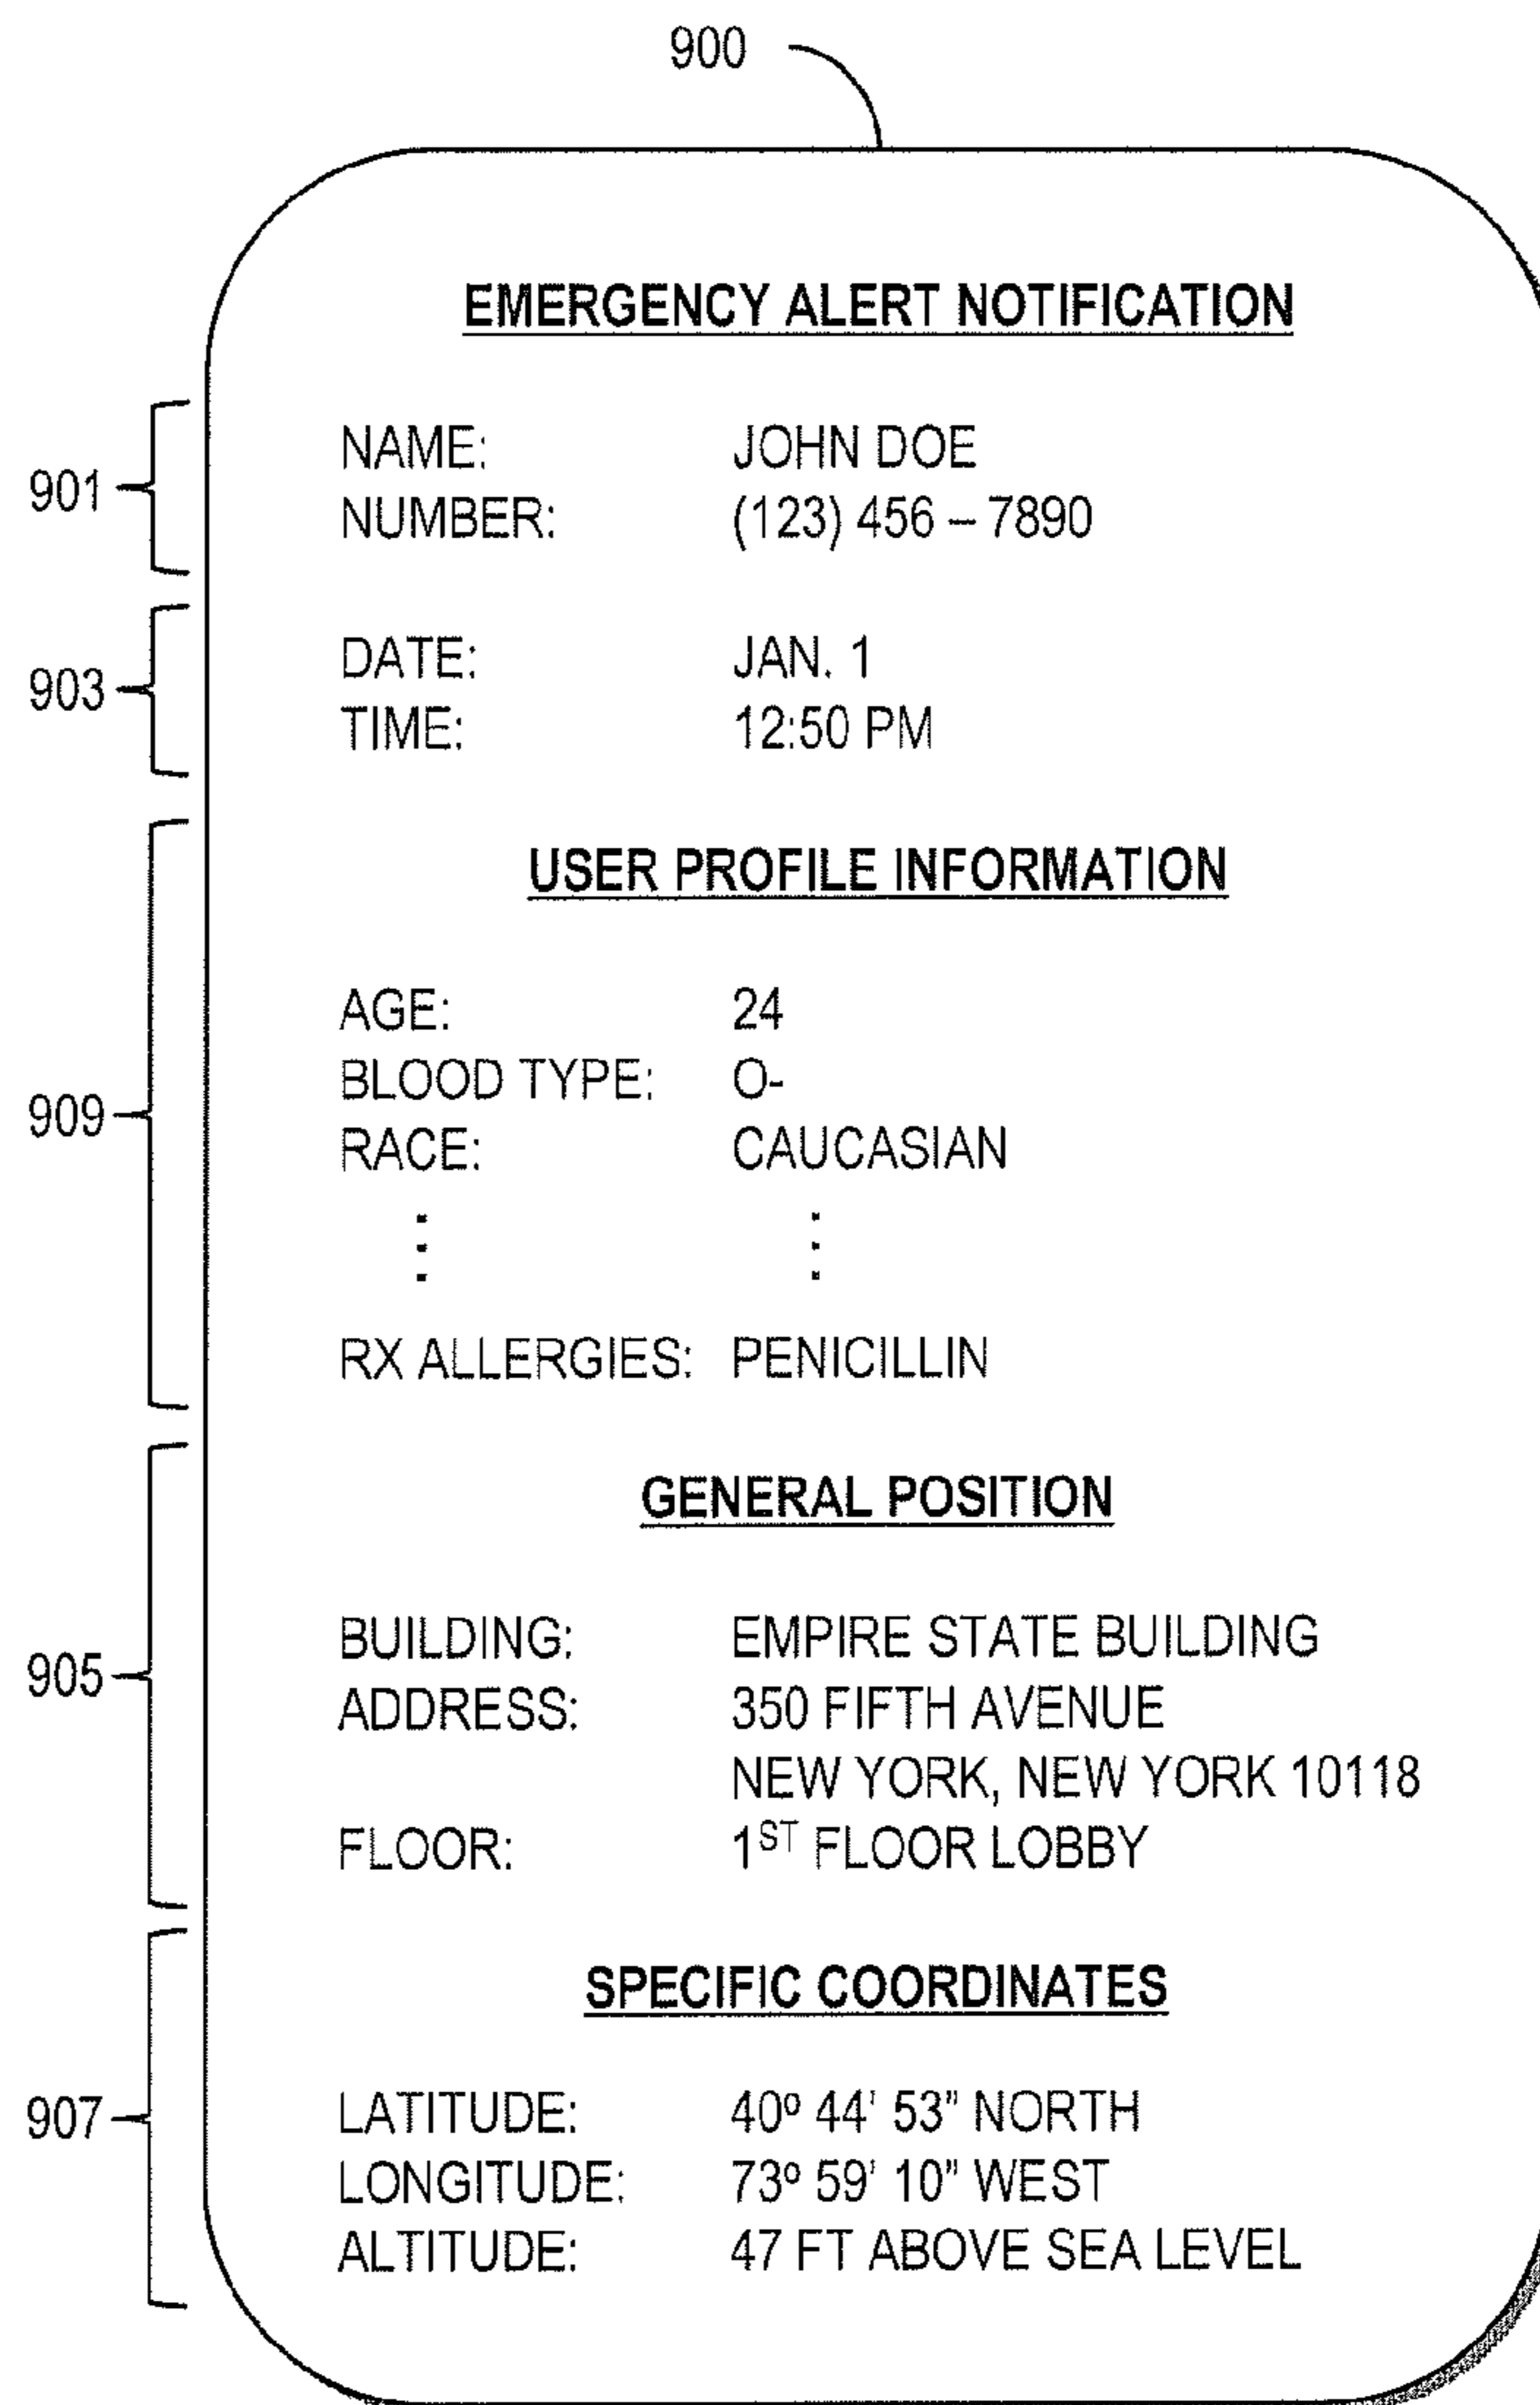 900
EMERGENCY ALERT NOTIFICATION
901
NAME: JOHN DOE
NUMBER: (123) 456 – 7890
903
DATE: JAN. 1
TIME: 12:50 PM
909
USER PROFILE INFORMATION
AGE: 24
BLOOD TYPE: O-
RACE: CAUCASIAN
RX ALLERGIES: PENICILLIN
905
GENERAL POSITION
BUILDING: EMPIRE STATE BUILDING
ADDRESS: 350 FIFTH AVENUE
NEW YORK, NEW YORK 10118
FLOOR: 1ST FLOOR LOBBY
907
SPECIFIC COORDINATES
LATITUDE: 40º 44' 53" NORTH
LONGITUDE: 73º 59' 10" WEST
ALTITUDE: 47 FT ABOVE SEA LEVEL